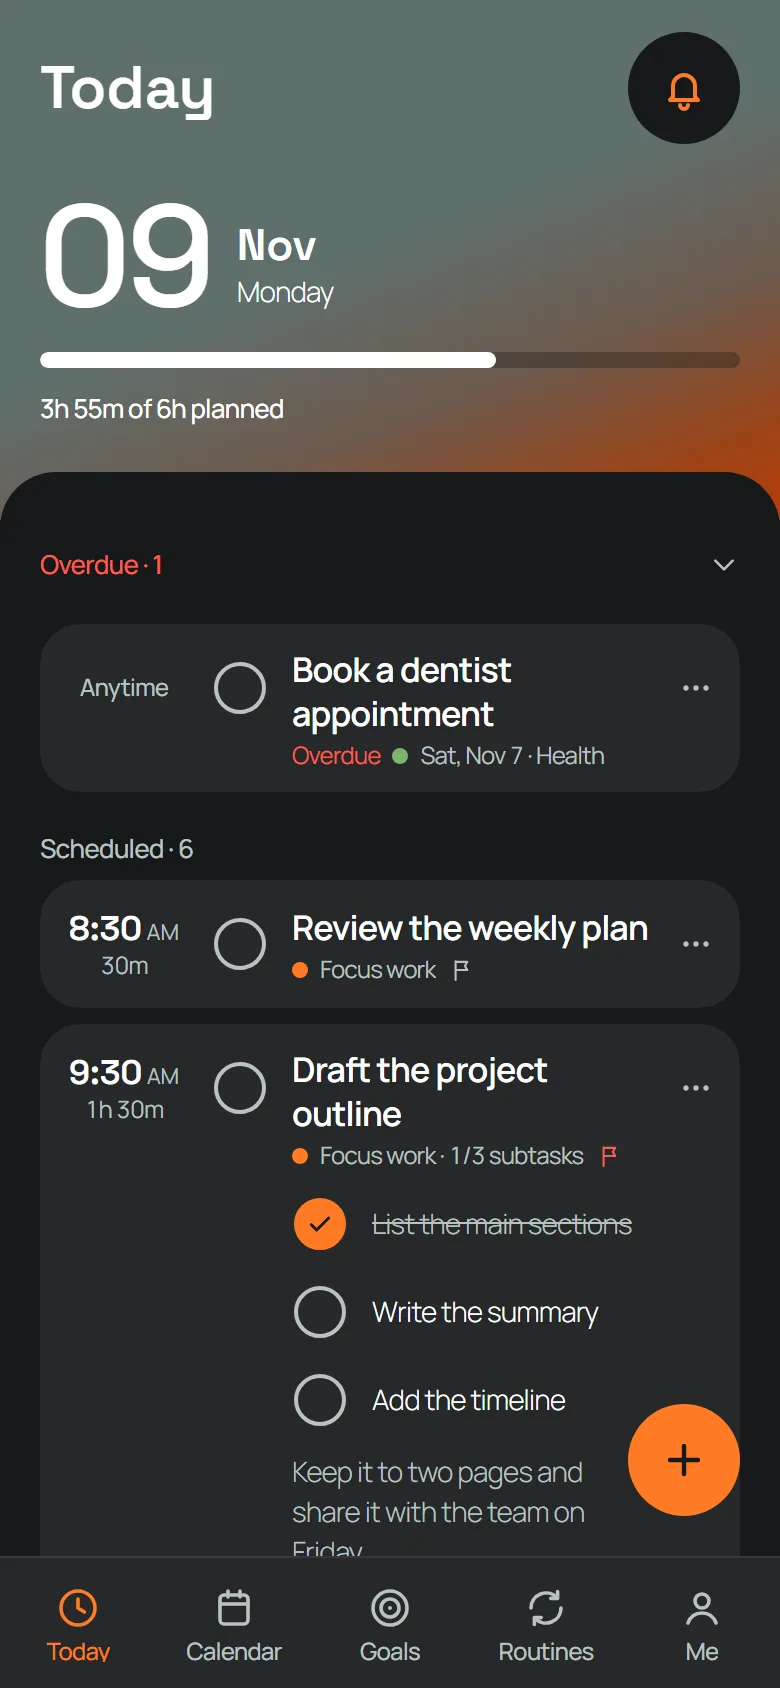 Today
09
Nov
Monday
3h 55m of 6h planned
Overdue · 1
Anytime
Book a dentist
appointment
Overdue
Sat, Nov 7 · Health
Scheduled · 6
8:30 AM
30m
Review the weekly plan
Focus work
9:30 AM
1h 30m
Draft the project
outline
Focus work · 1/3 subtasks
List the main sections
Write the summary
Add the timeline
Keep it to two pages and
share it with the team on
Friday
Today
Calendar
Goals
Routines
Me